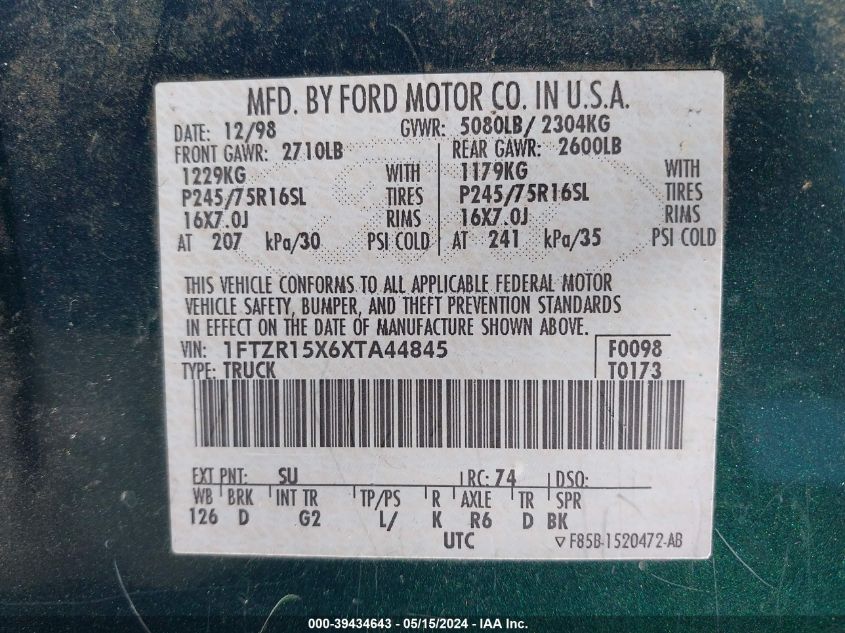 MFD. BY FORD MOTOR CO. IN U.S.A.
DATE: 12/98 GVWR: 5080LB/ 2304KG
FRONT GAWR: 2710LB REAR GAWR: 2600LB
1229KG WITH 1179KG WITH
P245/75R16SL TIRES P245/75R16SL TIRES
16X7.0J RIMS 16X7.0J RIMS
AT 207 kPa/30 PSI COLD AT 241 kPa/35 PSI COLD
THIS VEHICLE CONFORMS TO ALL APPLICABLE FEDERAL MOTOR
VEHICLE SAFETY, BUMPER, AND THEFT PREVENTION STANDARDS
IN EFFECT ON THE DATE OF MANUFACTURE SHOWN ABOVE.
VIN: 1FTZR15X6XTA44845 F0098
TYPE: TRUCK T0173
EXT PNT: SU RC: 74 DSO:
WB BRK INT TR TP/PS R AXLE TR SPR
126 D G2 L/ K R6 D BK
UTC ▽F85B-1520472-AB
000-39434643 - 05/15/2024 - IAA Inc.